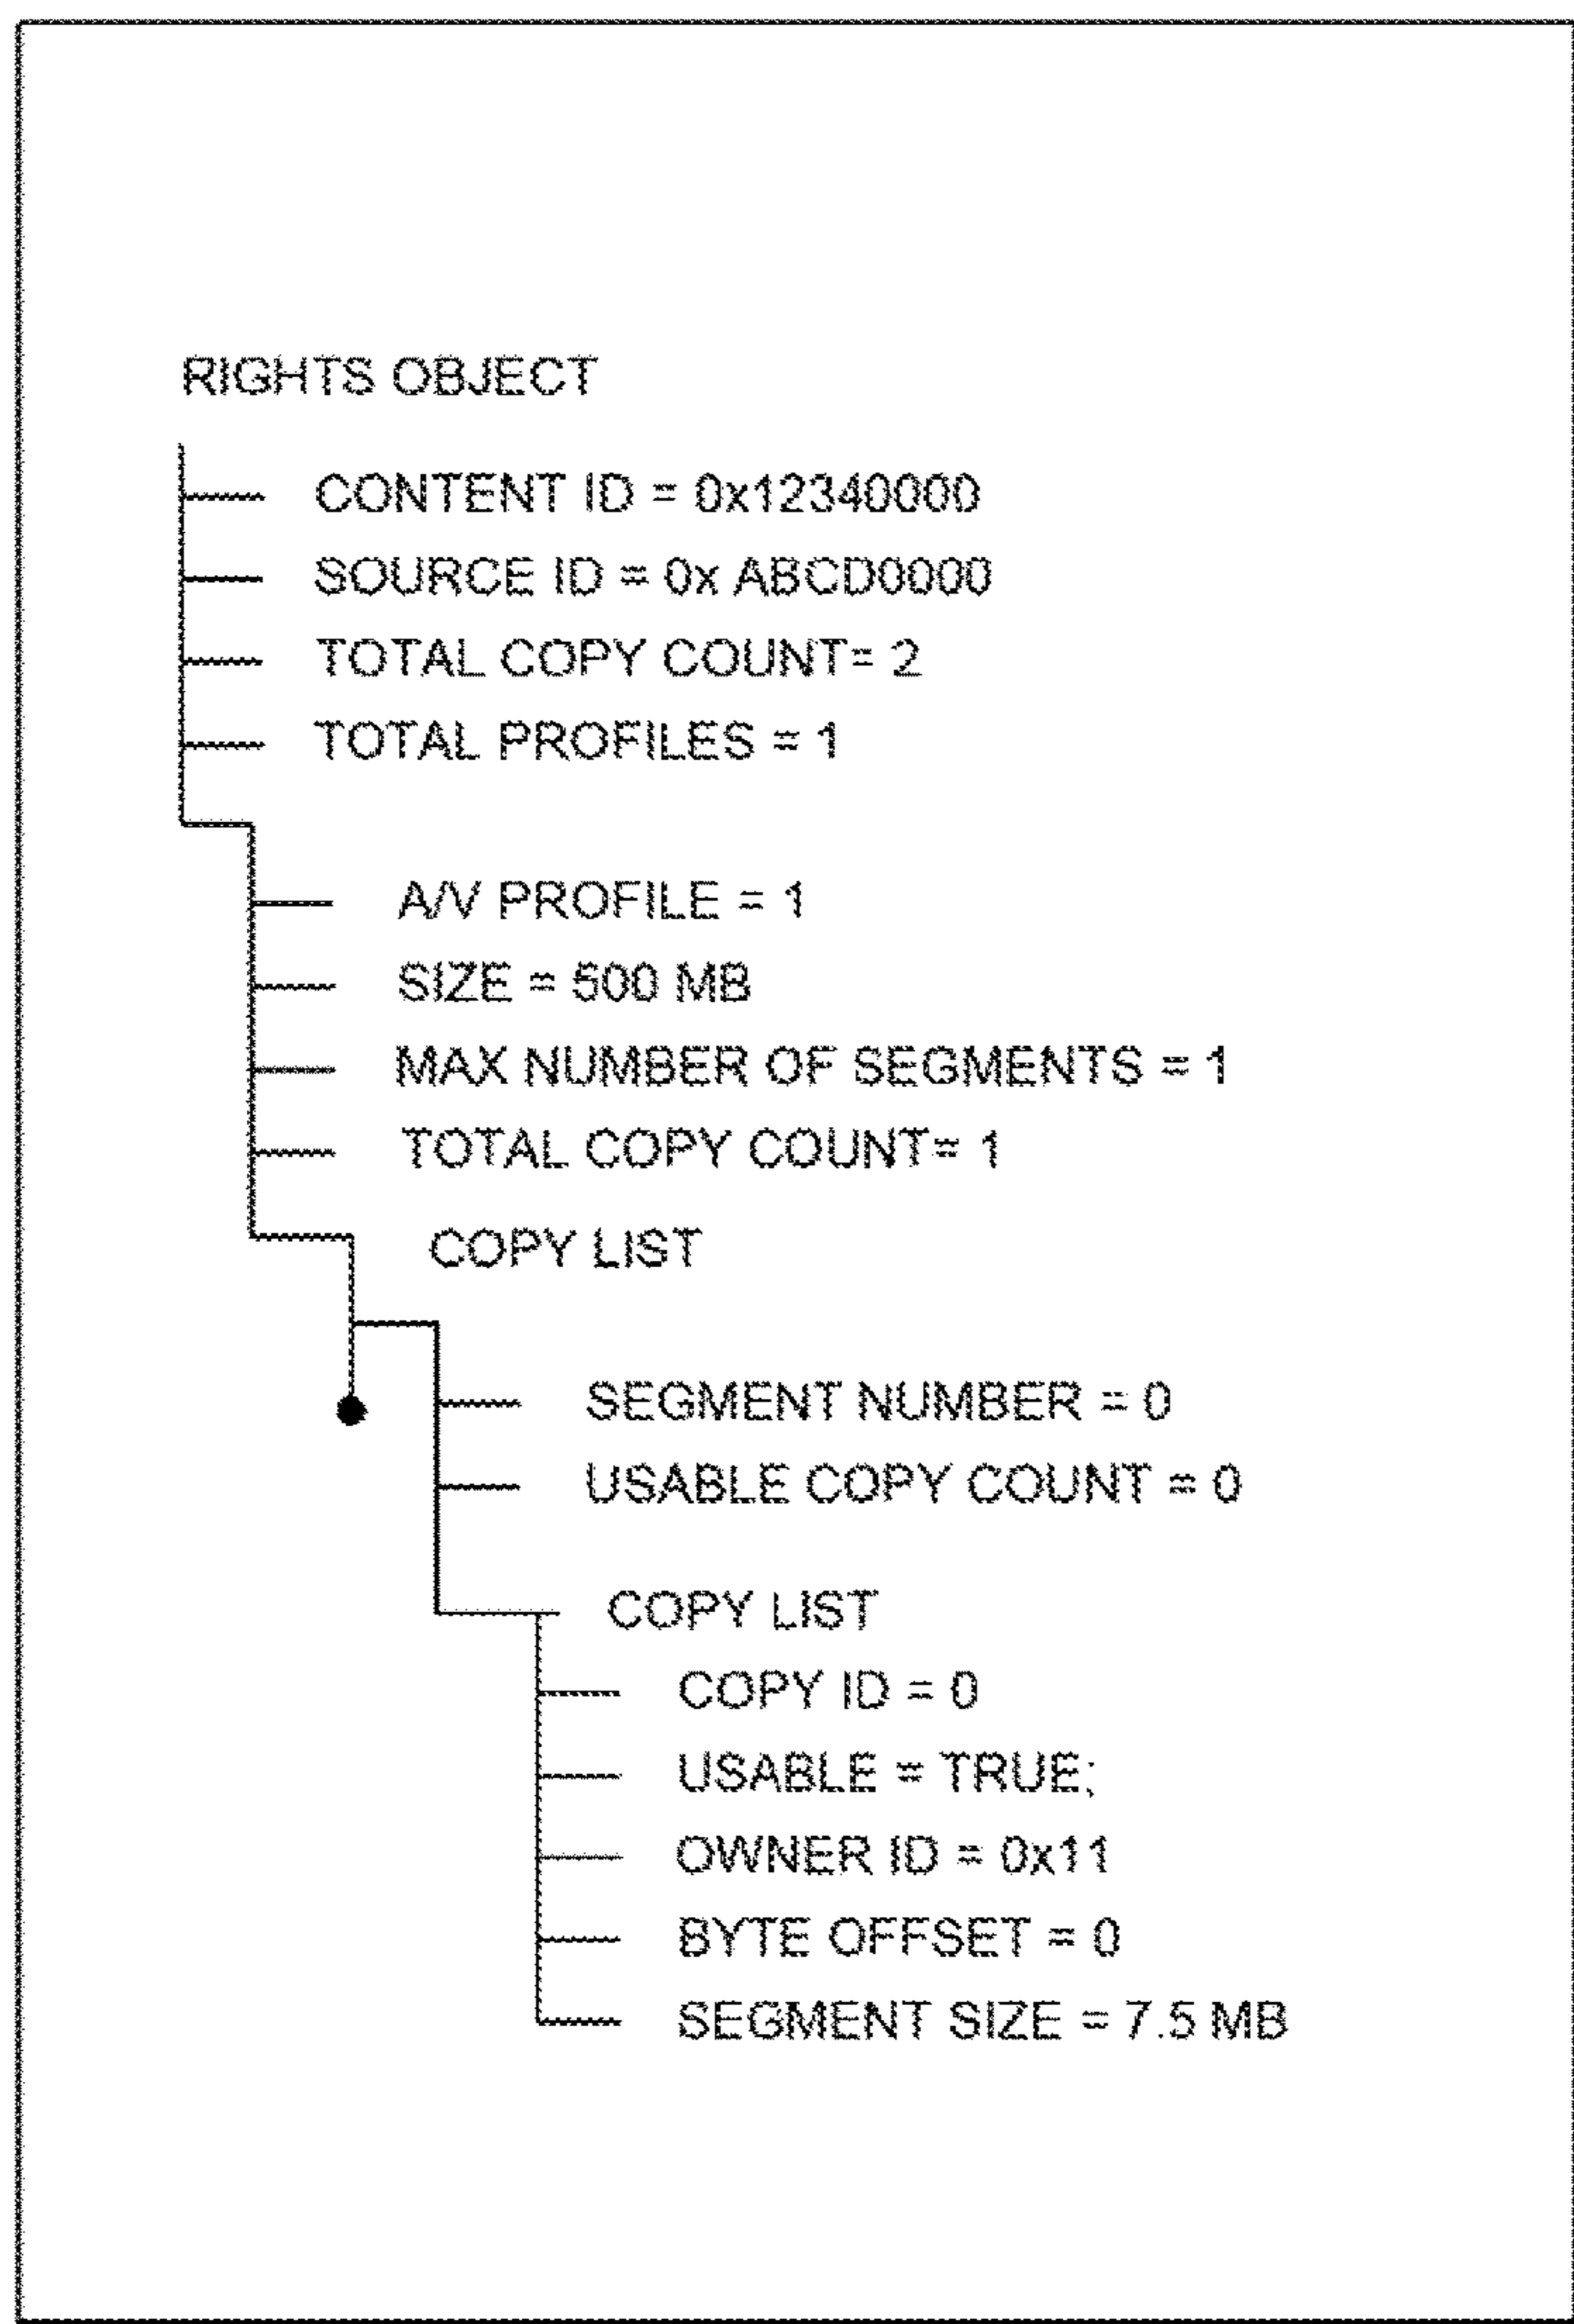 RIGHTS OBJECT
CONTENT ID = 0x12340000
SOURCE ID = 0x ABCD0000
TOTAL COPY COUNT= 2
TOTAL PROFILES = 1
A/V PROFILE = 1
SIZE = 500 MB
MAX NUMBER OF SEGMENTS = 1
TOTAL COPY COUNT= 1
COPY LIST
SEGMENT NUMBER = 0
USABLE COPY COUNT = 0
COPY LIST
COPY ID = 0
USABLE = TRUE;
OWNER ID = 0x11
BYTE OFFSET = 0
SEGMENT SIZE = 7.5 MB